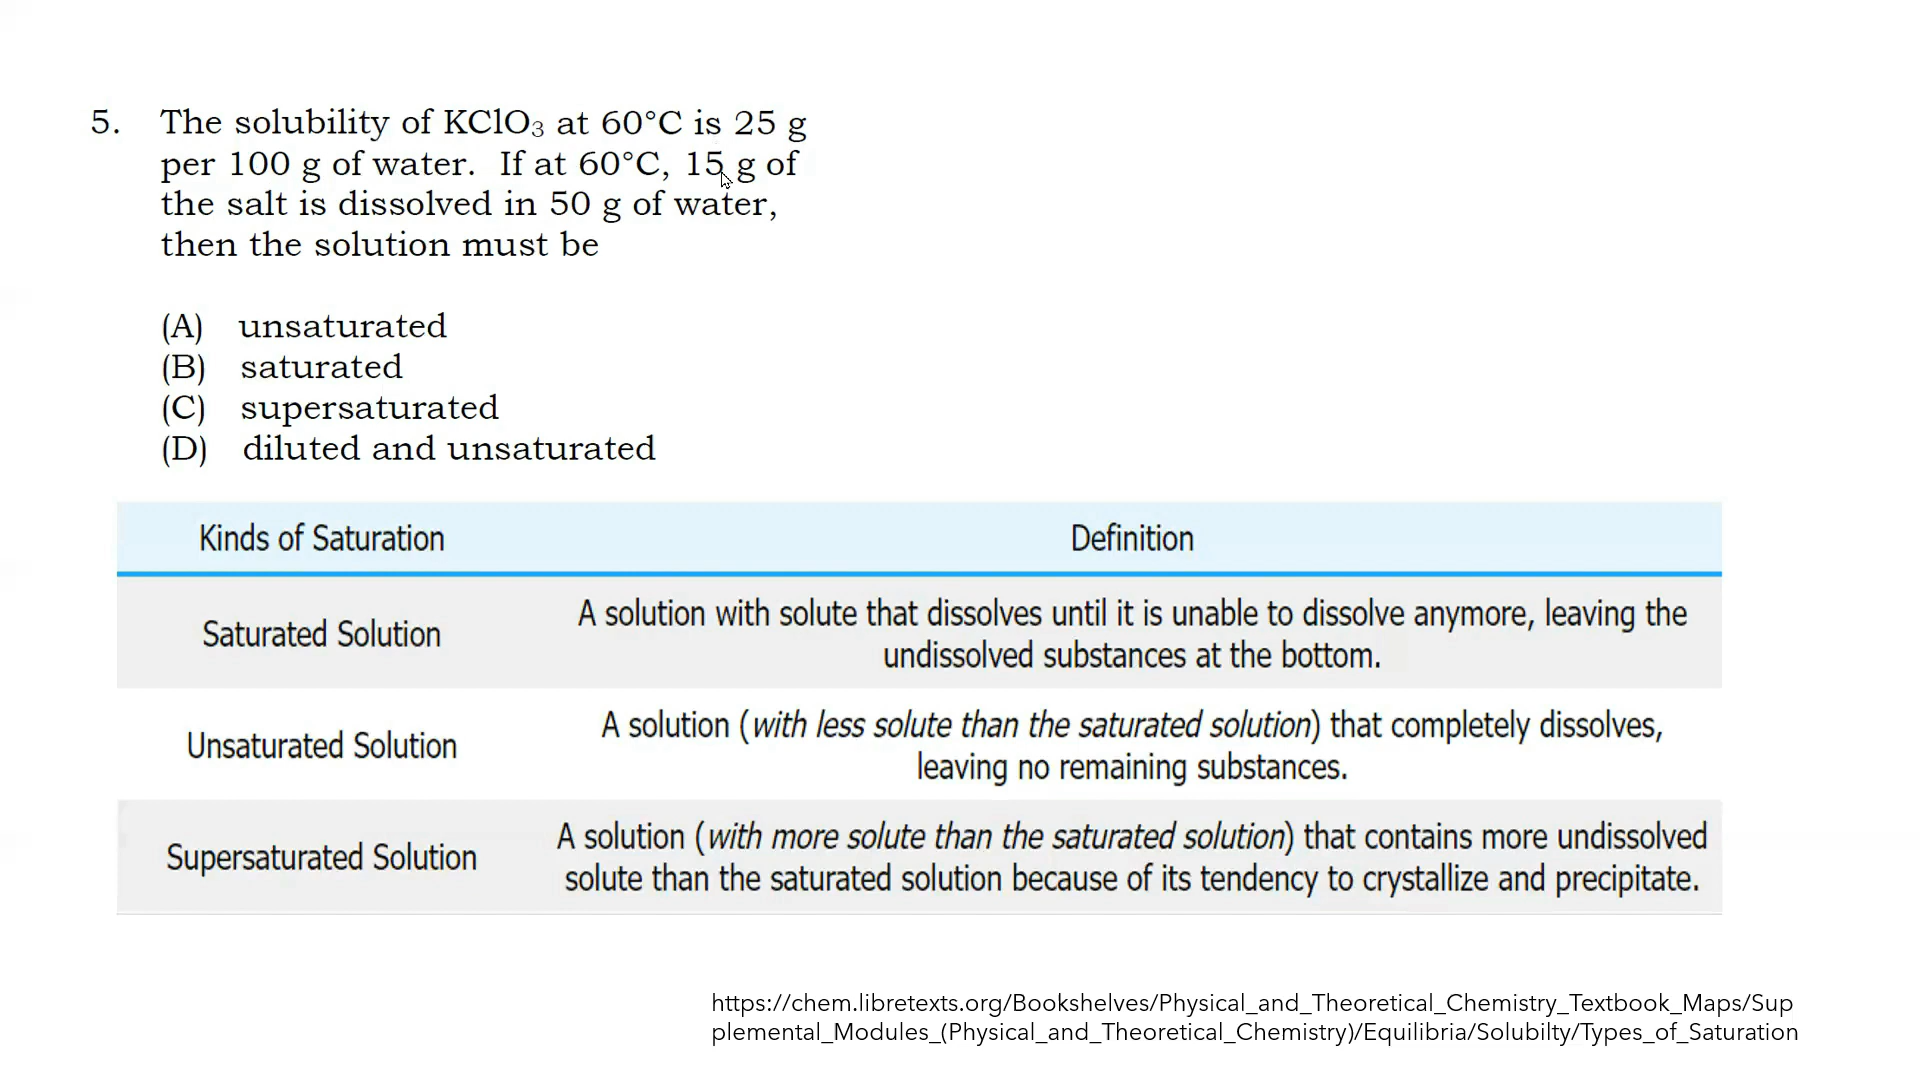 5. The solubility of KClO₃ at 60°C is 25 g
per 100 g of water. If at 60°C, 15 g of
the salt is dissolved in 50 g of water,
then the solution must be
(A) unsaturated
(B) saturated
(C) supersaturated
(D) diluted and unsaturated
Kinds of Saturation Definition
Saturated Solution
A solution with solute that dissolves until it is unable to dissolve anymore, leaving the
undissolved substances at the bottom.
Unsaturated Solution
A solution (with less solute than the saturated solution) that completely dissolves,
leaving no remaining substances.
Supersaturated Solution
A solution (with more solute than the saturated solution) that contains more undissolved
solute than the saturated solution because of its tendency to crystallize and precipitate.
https://chem.libretexts.org/Bookshelves/Physical_and_Theoretical_Chemistry_Textbook_Maps/Sup
plemental_Modules_(Physical_and_Theoretical_Chemistry)/Equilibria/Solubilty/Types_of_Saturation